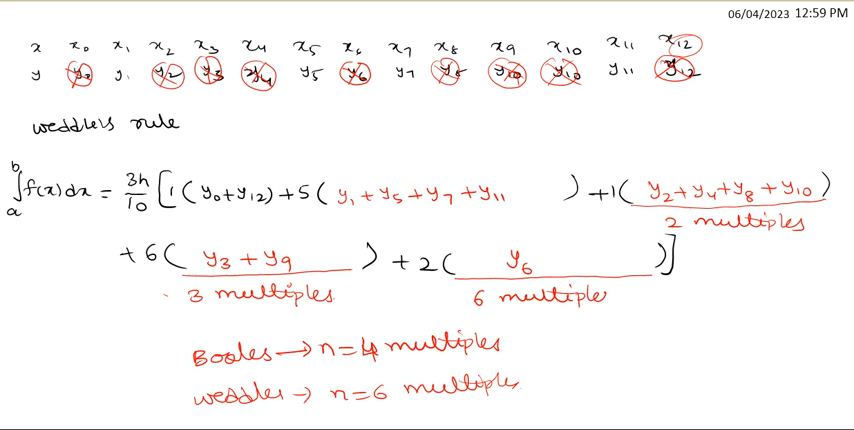 06/04/2023 12:59 PM
x x₀ x₁ x₂ x₃ x₄ x₅ x₆ x₇ x₈ x₉ x₁₀ x₁₁ x₁₂
y y₀ y₁ y₂ y₃ y₄ y₅ y₆ y₇ y₈ y₁₀ y₁₀ y₁₁ y₁₂
weddle's rule
∫ₐᵇ f(x)dx = 3h/10 [1(y₀+y₁₂)+5(y₁+y₅+y₇+y₁₁)+1(y₂+y₄+y₈+y₁₀)
2 multiples
+6(y₃+y₉)+2(y₆)]
3 multiples 6 multiple
Booles → n=4 multiples
weddles → n=6 multiples